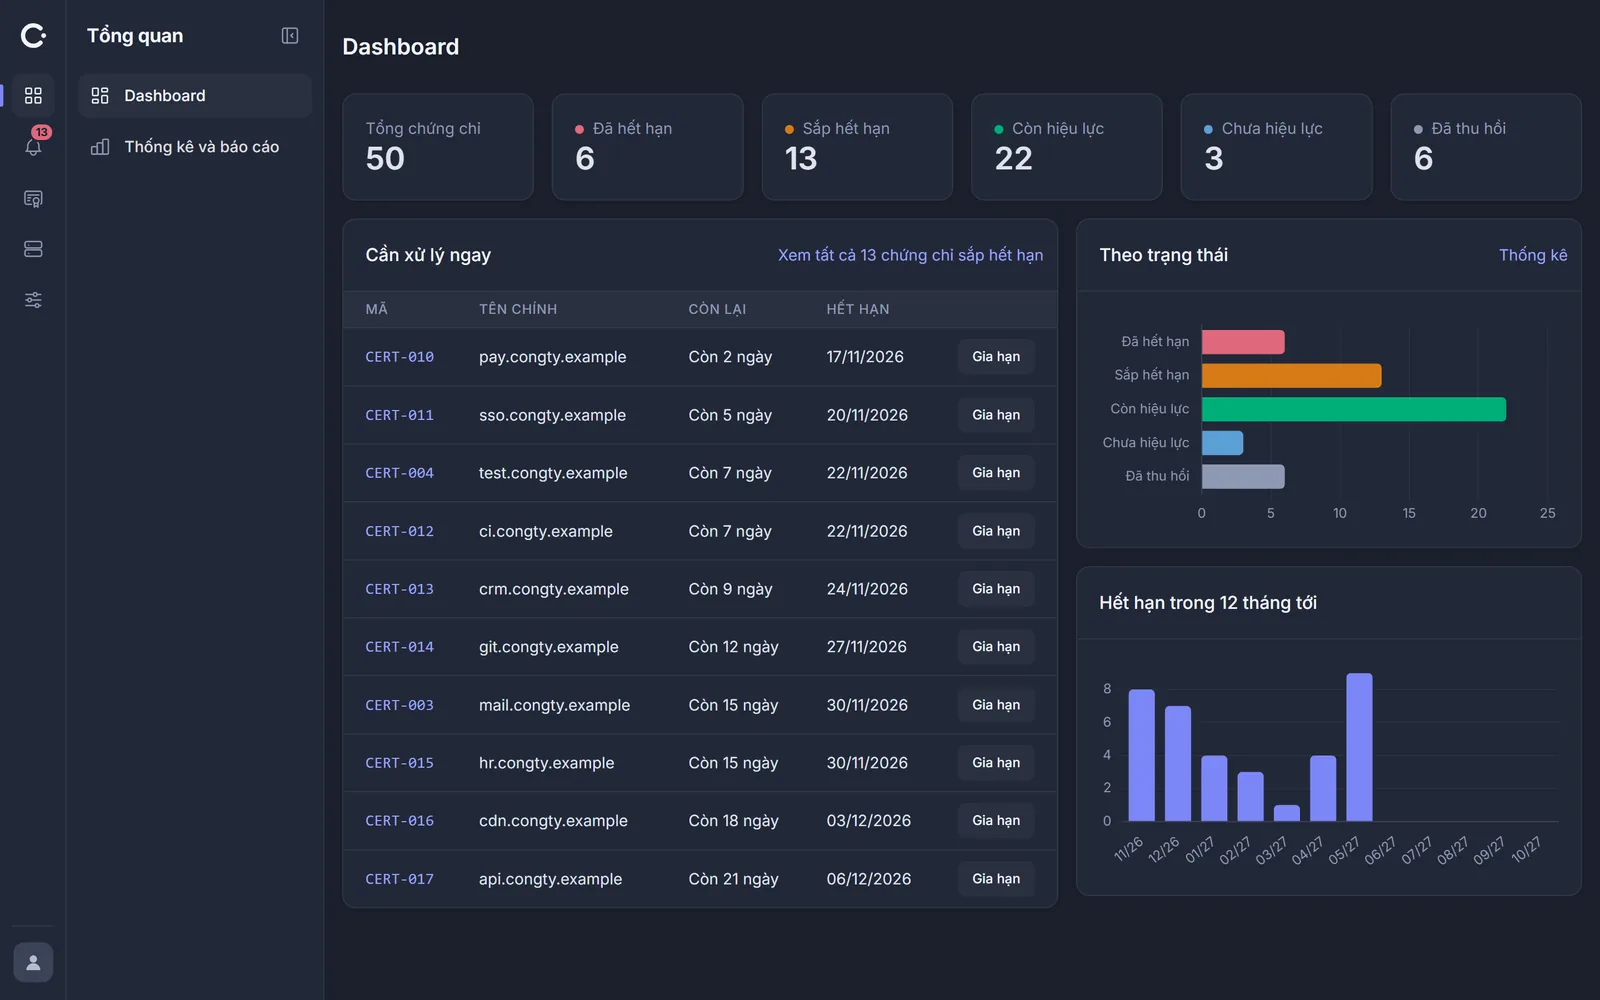 Tổng quan
13
Dashboard
Thống kê và báo cáo
Dashboard
Tổng chứng chỉ
50
Đã hết hạn
6
Sắp hết hạn
13
Còn hiệu lực
22
Chưa hiệu lực
3
Đã thu hồi
6
Cần xử lý ngay
Xem tất cả 13 chứng chỉ sắp hết hạn
MÃ TÊN CHÍNH CÒN LẠI HẾT HẠN
CERT-010 pay.congty.example Còn 2 ngày 17/11/2026 Gia hạn
CERT-011 sso.congty.example Còn 5 ngày 20/11/2026 Gia hạn
CERT-004 test.congty.example Còn 7 ngày 22/11/2026 Gia hạn
CERT-012 ci.congty.example Còn 7 ngày 22/11/2026 Gia hạn
CERT-013 crm.congty.example Còn 9 ngày 24/11/2026 Gia hạn
CERT-014 git.congty.example Còn 12 ngày 27/11/2026 Gia hạn
CERT-003 mail.congty.example Còn 15 ngày 30/11/2026 Gia hạn
CERT-015 hr.congty.example Còn 15 ngày 30/11/2026 Gia hạn
CERT-016 cdn.congty.example Còn 18 ngày 03/12/2026 Gia hạn
CERT-017 api.congty.example Còn 21 ngày 06/12/2026 Gia hạn
Theo trạng thái
Thống kê
Đã hết hạn
Sắp hết hạn
Còn hiệu lực
Chưa hiệu lực
Đã thu hồi
0 5 10 15 20 25
Hết hạn trong 12 tháng tới
8
6
4
2
0
11/26 12/26 01/27 02/27 03/27 04/27 05/27 06/27 07/27 08/27 09/27 10/27